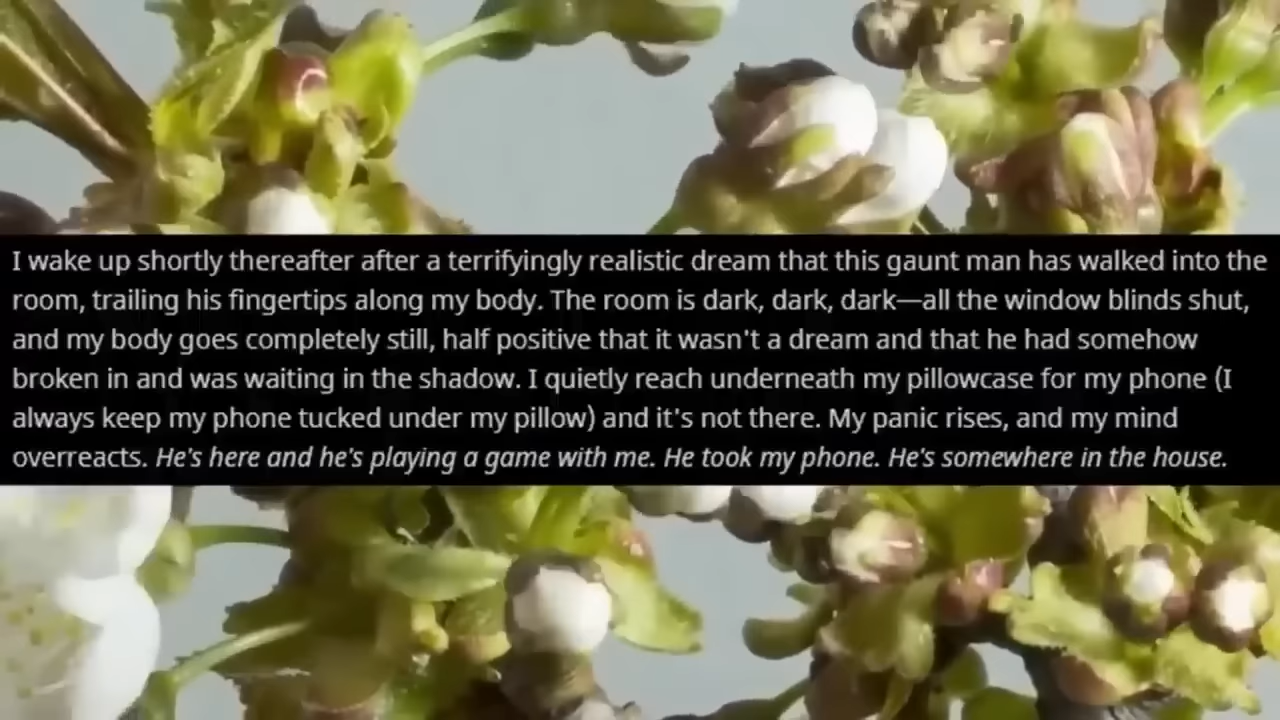 I wake up shortly thereafter after a terrifyingly realistic dream that this gaunt man has walked into the
room, trailing his fingertips along my body. The room is dark, dark, dark—all the window blinds shut,
and my body goes completely still, half positive that it wasn't a dream and that he had somehow
broken in and was waiting in the shadow. I quietly reach underneath my pillowcase for my phone (I
always keep my phone tucked under my pillow) and it's not there. My panic rises, and my mind
overreacts. He's here and he's playing a game with me. He took my phone. He's somewhere in the house.